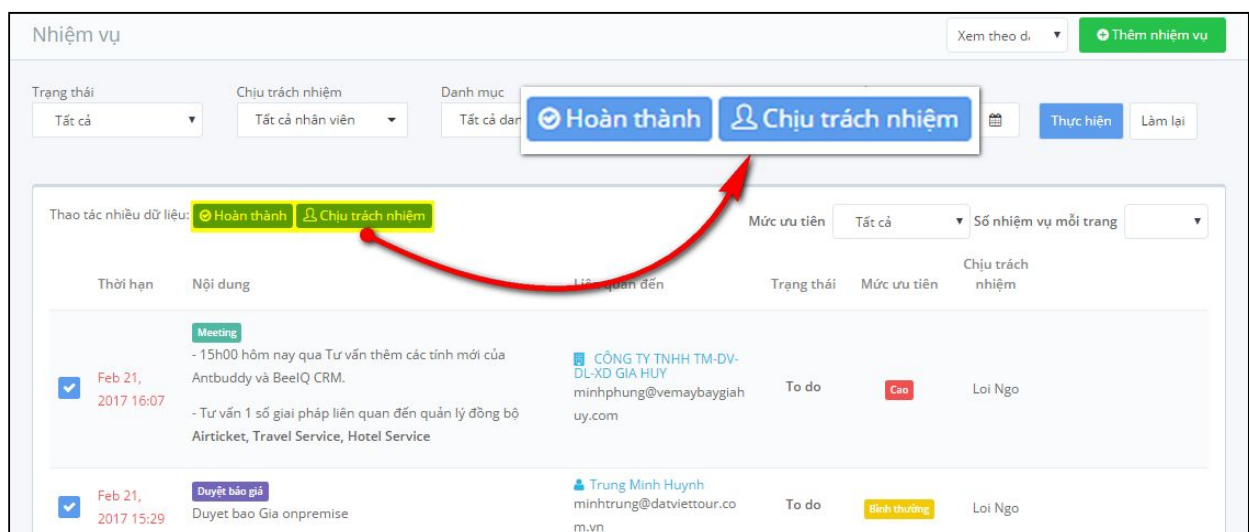 Nhiệm vụ
Xem theo d
Thêm nhiệm vụ
Trạng thái
Chịu trách nhiệm
Danh mục
Tất cả
Tất cả nhân viên
Tất cả dan
Hoàn thành
Chịu trách nhiệm
Thực hiện
Làm lại
Thao tác nhiều dữ liệu:
Hoàn thành
Chịu trách nhiệm
Mức ưu tiên
Tất cả
Số nhiệm vụ mỗi trang
Thời hạn
Nội dung
Liên quan đến
Trạng thái
Mức ưu tiên
Chịu trách
nhiệm
Meeting
- 15h00 hôm nay qua Tư vấn thêm các tính mới của
Antbuddy và BeeIQ CRM.
- Tư vấn 1 số giai pháp liên quan đến quản lý đồng bộ
Airticket, Travel Service, Hotel Service
Feb 21,
2017 16:07
CÔNG TY TNHH TM-DV-
DL-XD GIA HUY
minhphung@vemaybaygiah
uy.com
To do
Cao
Loi Ngo
Feb 21,
2017 15:29
Duyệt báo giá
Duyet bao Gia onpremise
Trung Minh Huynh
minhtrung@datviettour.co
m.vn
To do
Bình thường
Loi Ngo